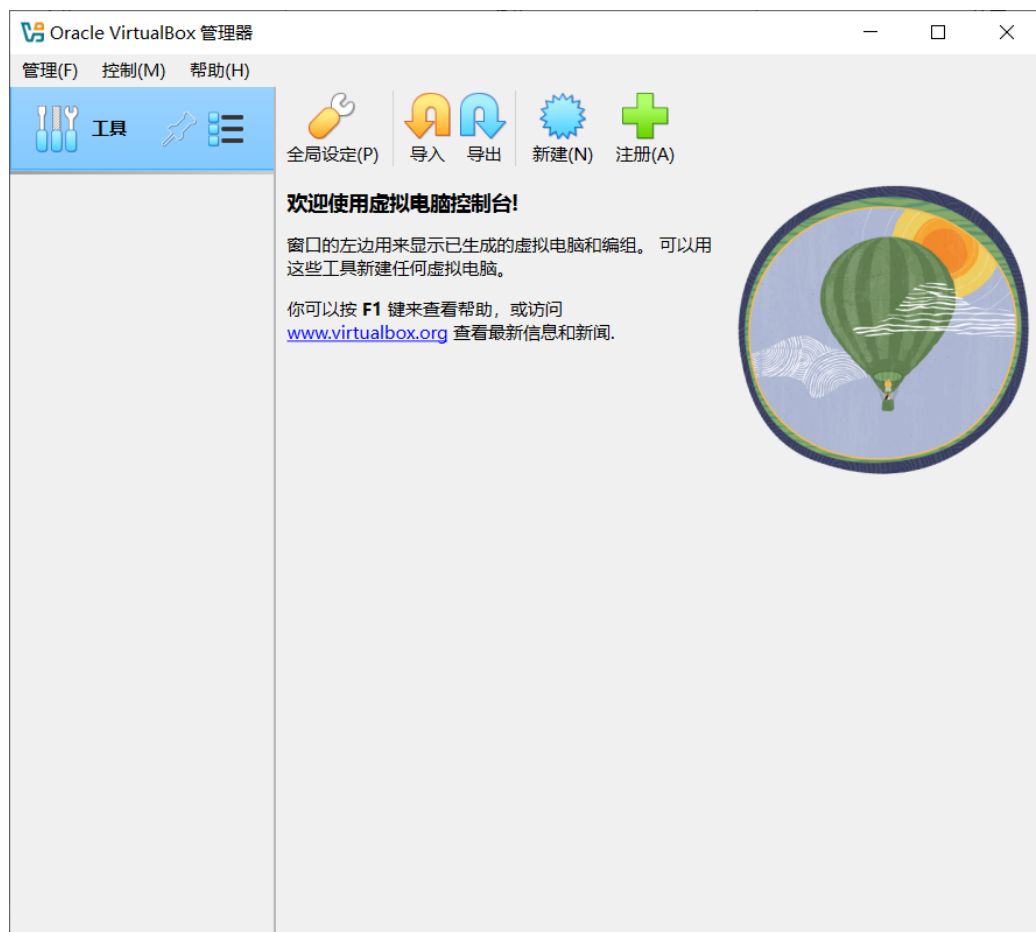 Oracle VirtualBox 管理器
管理(F) 控制(M) 帮助(H)
工具
全局设定(P) 导入 导出 新建(N) 注册(A)
欢迎使用虚拟电脑控制台!
窗口的左边用来显示已生成的虚拟电脑和编组。 可以用
这些工具新建任何虚拟电脑。
你可以按 F1 键来查看帮助，或访问
www.virtualbox.org 查看最新信息和新闻.